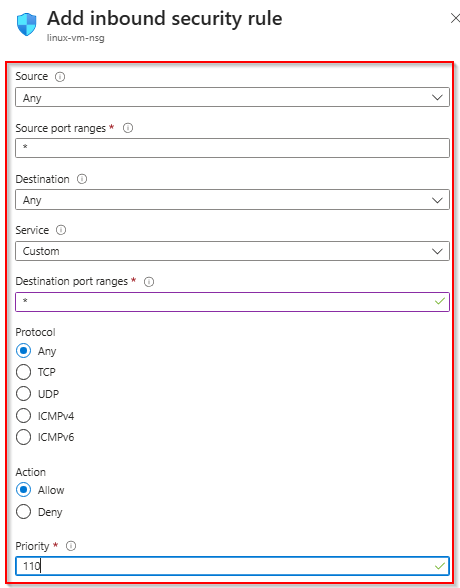 Add inbound security rule
linux-vm-nsg
Source
Any
Source port ranges *
*
Destination
Any
Service
Custom
Destination port ranges *
*
Protocol
Any
TCP
UDP
ICMPv4
ICMPv6
Action
Allow
Deny
Priority *
110